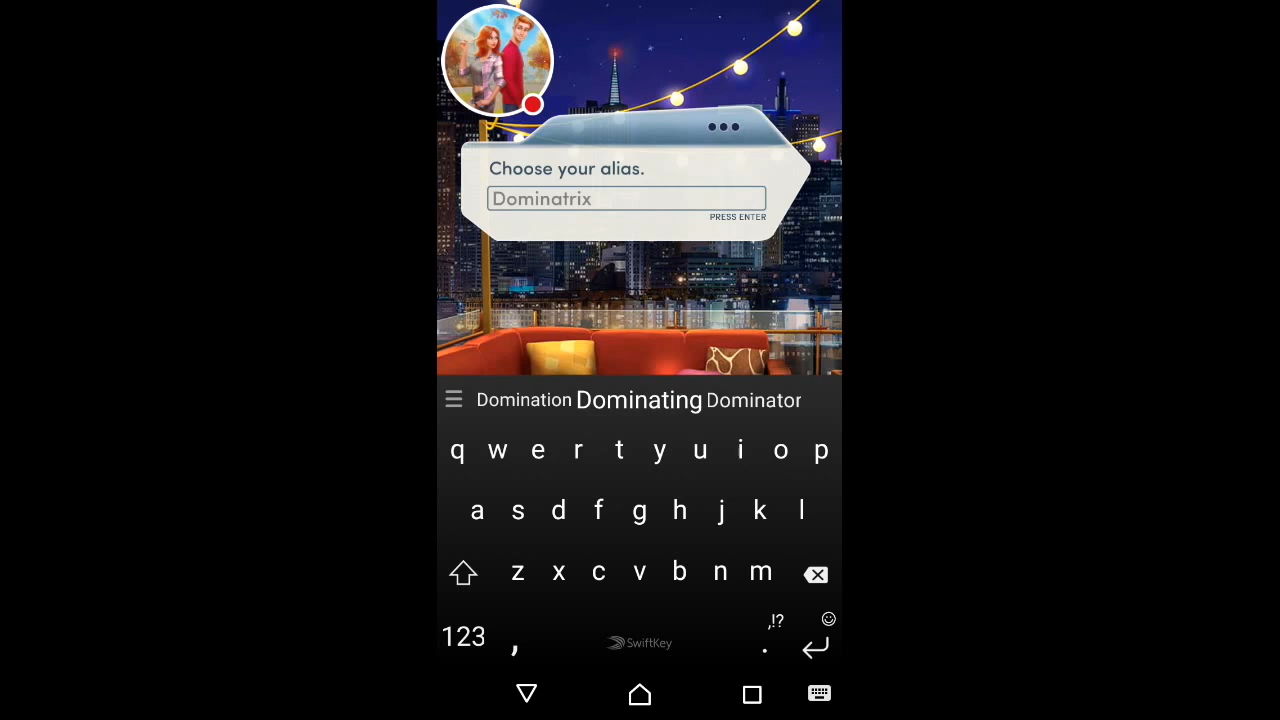 Choose your alias.
Dominatrix
PRESS ENTER
Domination Dominating Dominator
q w e r t y u i o p
a s d f g h j k l
z x c v b n m
,!?
123 , SwiftKey .